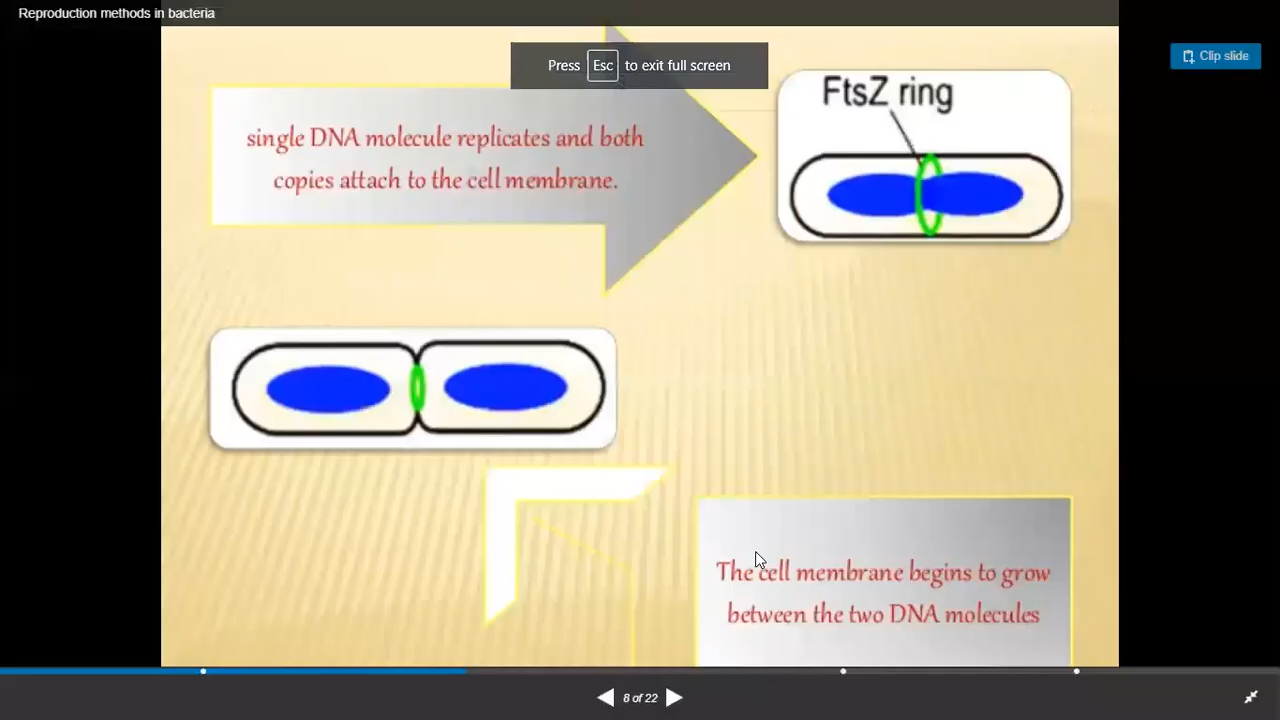 Reproduction methods in bacteria
Press Esc to exit full screen
Clip slide
FtsZ ring
single DNA molecule replicates and both
copies attach to the cell membrane.
The cell membrane begins to grow
between the two DNA molecules
8 of 22